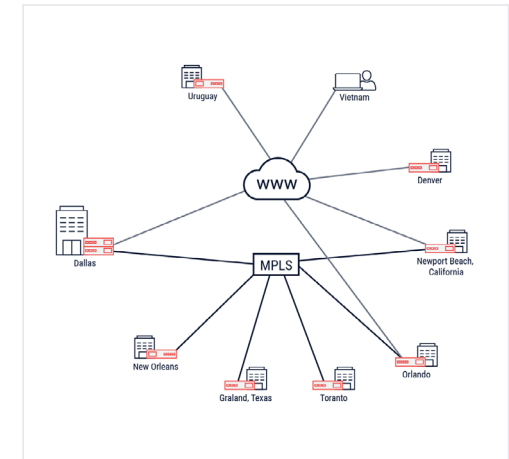 Uruguay
Vietnam
WWW
Denver
Dallas
MPLS
Newport Beach,
California
New Orleans
Graland, Texas
Toranto
Orlando